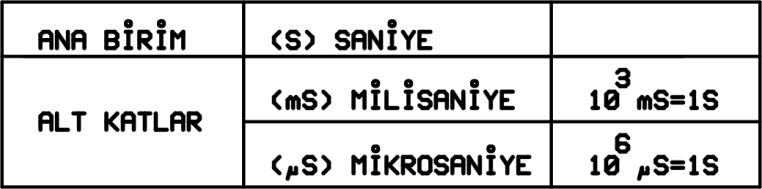 ANA BİRİM (S) SANİYE
ALT KATLAR
(mS) MİLİSANİYE 10³ mS=1S
(µS) MİKROSANİYE 10⁶ µS=1S